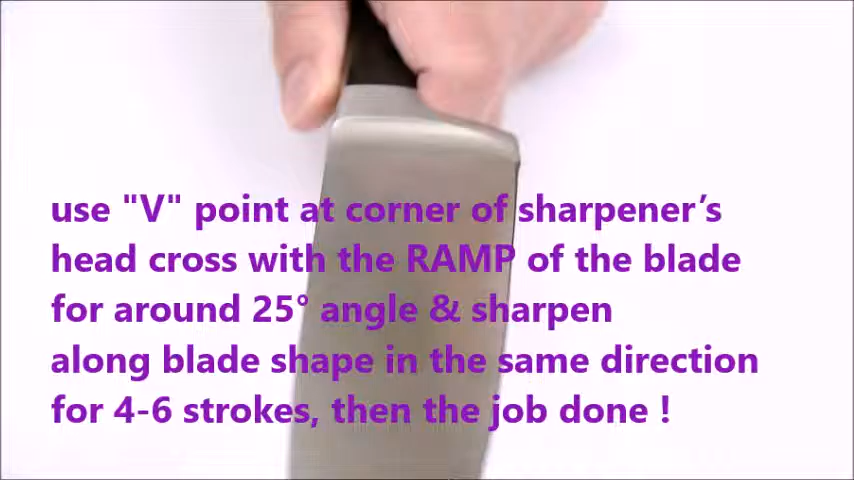 use "V" point at corner of sharpener’s
head cross with the RAMP of the blade
for around 25° angle & sharpen
along blade shape in the same direction
for 4-6 strokes, then the job done !